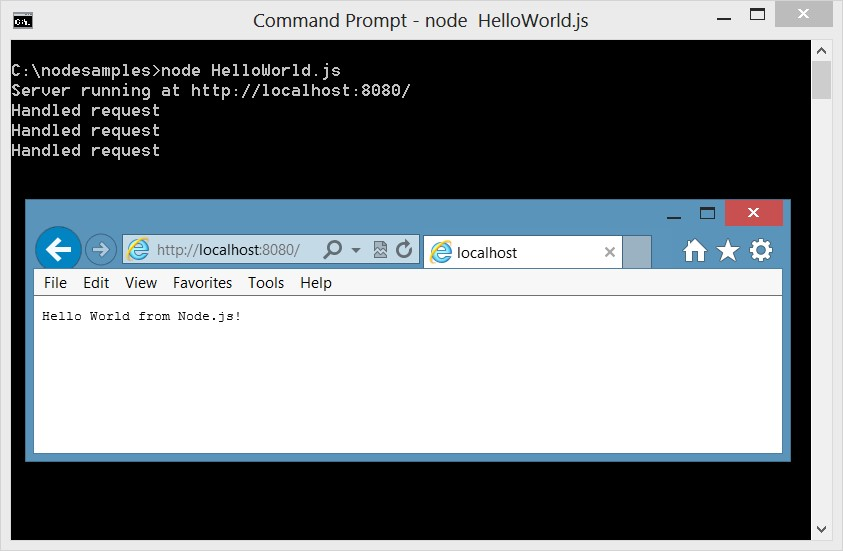 Command Prompt - node  HelloWorld.js
C:\nodesamples>node HelloWorld.js
Server running at http://localhost:8080/
Handled request
Handled request
Handled request
http://localhost:8080/
localhost
File Edit View Favorites Tools Help
Hello World from Node.js!